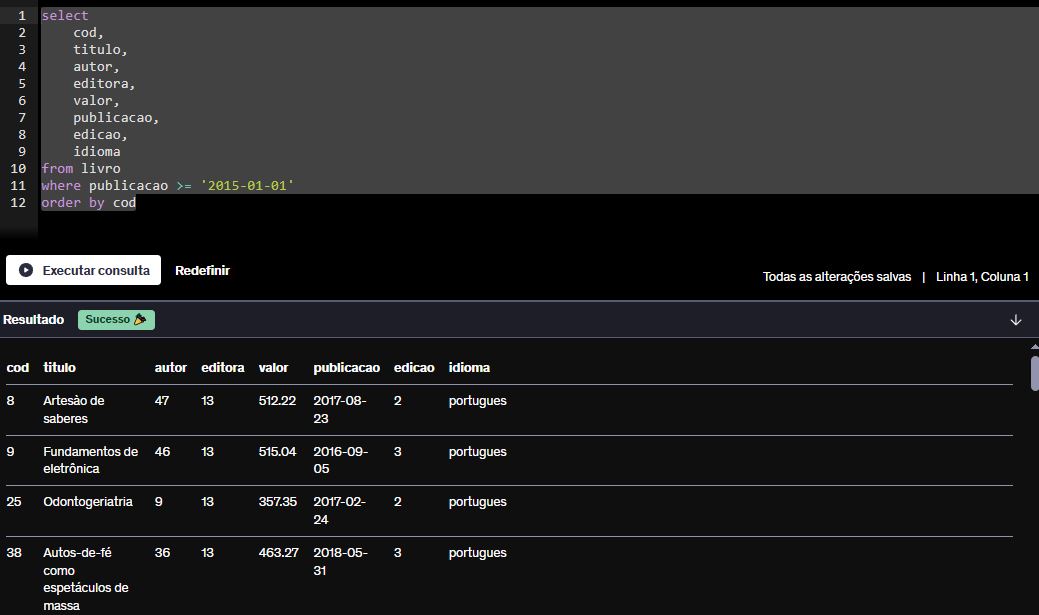 1 select
2 cod,
3 titulo,
4 autor,
5 editora,
6 valor,
7 publicacao,
8 edicao,
9 idioma
10 from livro
11 where publicacao >= '2015-01-01'
12 order by cod
Executar consulta Redefinir
Todas as alterações salvas | Linha 1, Coluna 1
Resultado Sucesso
cod titulo autor editora valor publicacao edicao idioma
8 Artesão de 47 13 512.22 2017-08- 2 portugues
saberes 23
9 Fundamentos de 46 13 515.04 2016-09- 3 portugues
eletrônica 05
25 Odontogeriatria 9 13 357.35 2017-02- 2 portugues
24
38 Autos-de-fé 36 13 463.27 2018-05- 3 portugues
como 31
espetáculos de
massa